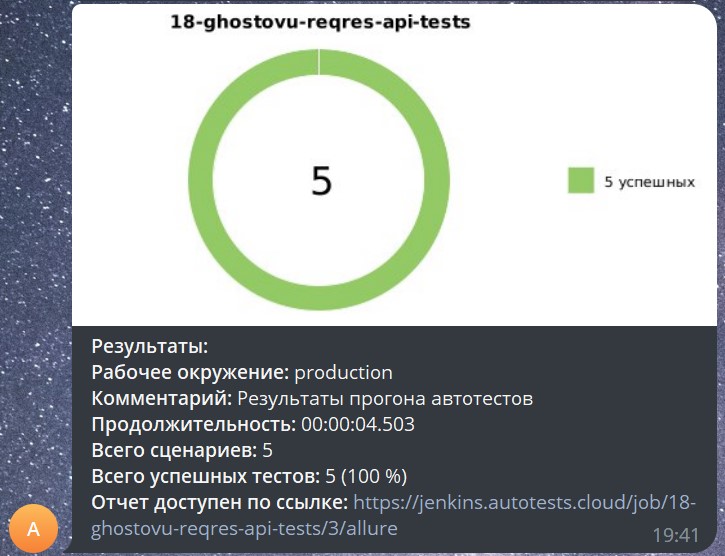 18-ghostovu-reqres-api-tests
5
5 успешных
Результаты:
Рабочее окружение: production
Комментарий: Результаты прогона автотестов
Продолжительность: 00:00:04.503
Всего сценариев: 5
Всего успешных тестов: 5 (100 %)
Отчет доступен по ссылке: https://jenkins.autotests.cloud/job/18-
ghostovu-reqres-api-tests/3/allure
19:41
А